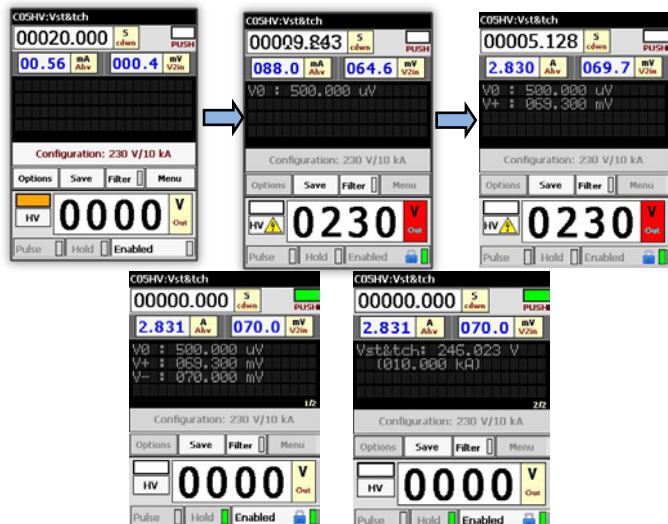 C05HV:Vst&tch
00020.000 S cdwn PUSH
00.56 mA Ahv 000.4 mV V2in
Configuration: 230 V/10 kA
Options Save Filter Menu
HV 0000 V Out
Pulse Hold Enabled
C05HV:Vst&tch
00009.843 S cdwn PUSH
088.0 mA Ahv 064.6 mV V2in
V0 : 500.000 uV
Configuration: 230 V/10 kA
Options Save Filter Menu
HV 0230 V Out
Pulse Hold Enabled
C05HV:Vst&tch
00005.128 S cdwn PUSH
2.830 A Ahv 069.7 mV V2in
V0 : 500.000 uV
V+ : 069.300 mV
Configuration: 230 V/10 kA
Options Save Filter Menu
HV 0230 V Out
Pulse Hold Enabled
C05HV:Vst&tch
00000.000 S cdwn PUSH
2.831 A Ahv 070.0 mV V2in
V0 : 500.000 uV
V+ : 069.300 mV
V- : 070.000 mV
1/2
Configuration: 230 V/10 kA
Options Save Filter Menu
HV 0000 V Out
Pulse Hold Enabled
C05HV:Vst&tch
00000.000 S cdwn PUSH
2.831 A Ahv 070.0 mV V2in
Vst&tch: 246.023 V
(010.000 kA)
2/2
Configuration: 230 V/10 kA
Options Save Filter Menu
HV 0000 V Out
Pulse Hold Enabled